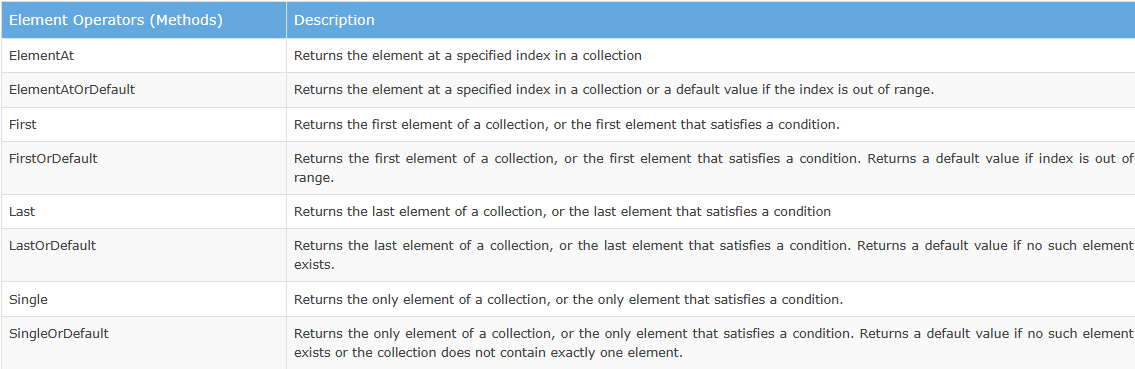 Element Operators (Methods) Description
ElementAt Returns the element at a specified index in a collection
ElementAtOrDefault Returns the element at a specified index in a collection or a default value if the index is out of range.
First Returns the first element of a collection, or the first element that satisfies a condition.
FirstOrDefault Returns the first element of a collection, or the first element that satisfies a condition. Returns a default value if index is out of
range.
Last Returns the last element of a collection, or the last element that satisfies a condition
LastOrDefault Returns the last element of a collection, or the last element that satisfies a condition. Returns a default value if no such element
exists.
Single Returns the only element of a collection, or the only element that satisfies a condition.
SingleOrDefault Returns the only element of a collection, or the only element that satisfies a condition. Returns a default value if no such element
exists or the collection does not contain exactly one element.